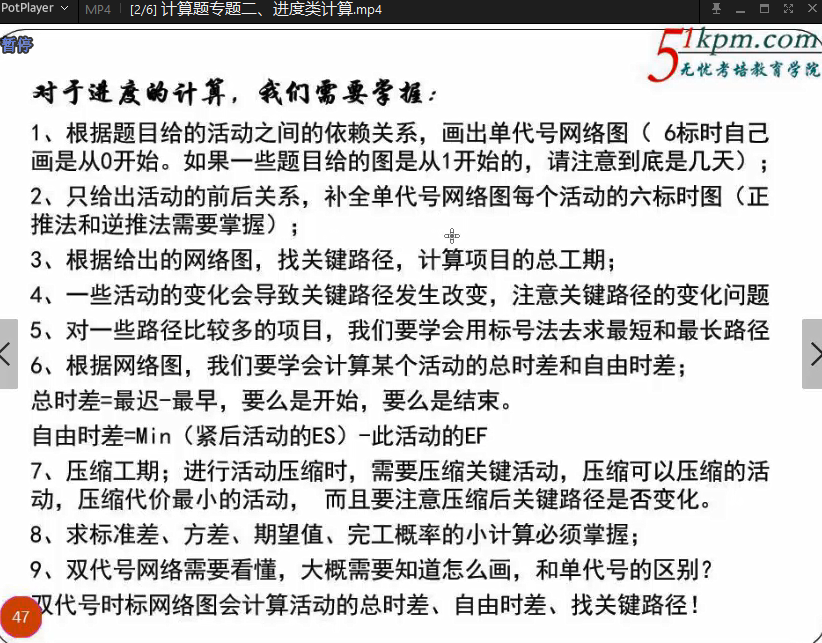 PotPlayer MP4 [2/6] 计算题专题二、进度类计算.mp4
暂停
51kpm.com
无忧考培教育学院
对于进度的计算，我们需要掌握：
1、根据题目给的活动之间的依赖关系，画出单代号网络图（ 6标时自己
画是从0开始。如果一些题目给的图是从1开始的，请注意到底是几天）；
2、只给出活动的前后关系，补全单代号网络图每个活动的六标时图（正
推法和逆推法需要掌握）；
3、根据给出的网络图，找关键路径，计算项目的总工期；
4、一些活动的变化会导致关键路径发生改变，注意关键路径的变化问题
5、对一些路径比较多的项目，我们要学会用标号法去求最短和最长路径
6、根据网络图，我们要学会计算某个活动的总时差和自由时差；
总时差=最迟-最早，要么是开始，要么是结束。
自由时差=Min（紧后活动的ES）-此活动的EF
7、压缩工期；进行活动压缩时，需要压缩关键活动，压缩可以压缩的活
动，压缩代价最小的活动， 而且要注意压缩后关键路径是否变化。
8、求标准差、方差、期望值、完工概率的小计算必须掌握；
9、双代号网络需要看懂，大概需要知道怎么画，和单代号的区别？
双代号时标网络图会计算活动的总时差、自由时差、找关键路径！
47